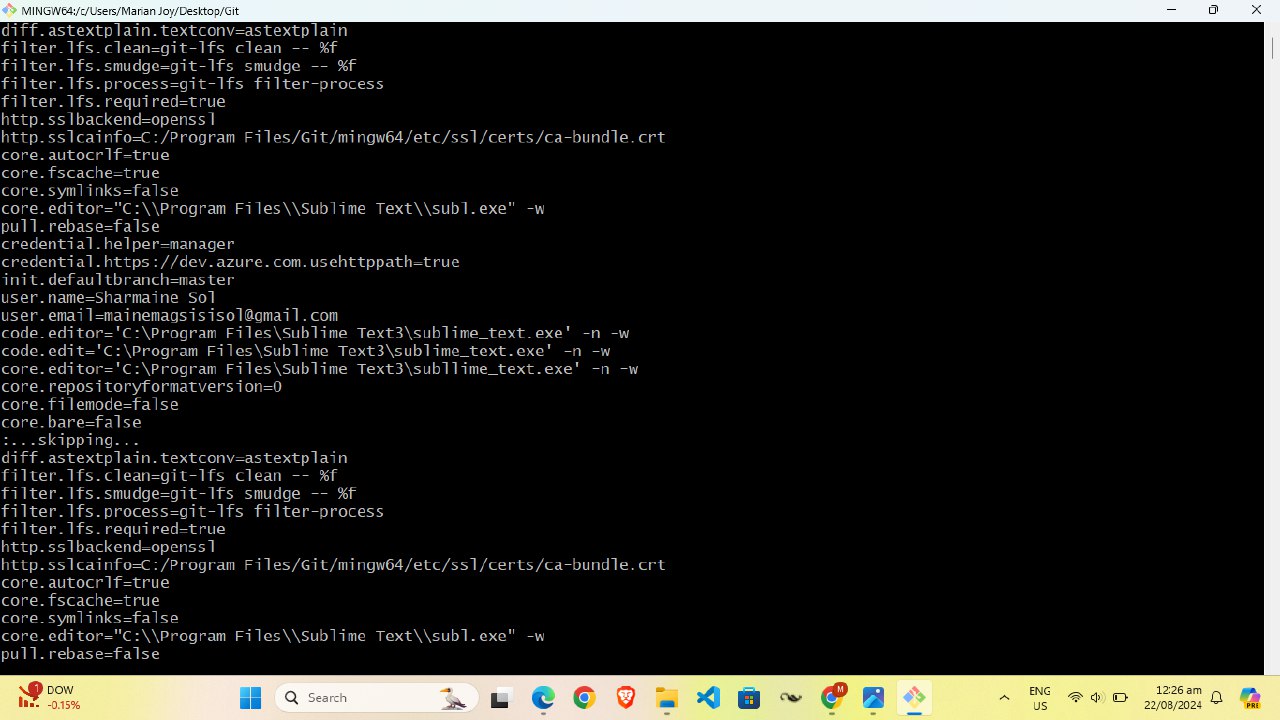 MINGW64:/c/Users/Marian Joy/Desktop/Git
diff.astextplain.textconv=astextplain
filter.lfs.clean=git-lfs clean -- %f
filter.lfs.smudge=git-lfs smudge -- %f
filter.lfs.process=git-lfs filter-process
filter.lfs.required=true
http.sslbackend=openssl
http.sslcainfo=C:/Program Files/Git/mingw64/etc/ssl/certs/ca-bundle.crt
core.autocrlf=true
core.fscache=true
core.symlinks=false
core.editor="C:\\Program Files\\Sublime Text\\subl.exe" -w
pull.rebase=false
credential.helper=manager
credential.https://dev.azure.com.usehttppath=true
init.defaultbranch=master
user.name=Sharmaine Sol
user.email=mainemagsisisol@gmail.com
code.editor='C:\Program Files\Sublime Text3\sublime_text.exe' -n -w
code.edit='C:\Program Files\Sublime Text3\sublime_text.exe' -n -w
core.editor='C:\Program Files\Sublime Text3\subllime_text.exe' -n -w
core.repositoryformatversion=0
core.filemode=false
core.bare=false
:...skipping...
diff.astextplain.textconv=astextplain
filter.lfs.clean=git-lfs clean -- %f
filter.lfs.smudge=git-lfs smudge -- %f
filter.lfs.process=git-lfs filter-process
filter.lfs.required=true
http.sslbackend=openssl
http.sslcainfo=C:/Program Files/Git/mingw64/etc/ssl/certs/ca-bundle.crt
core.autocrlf=true
core.fscache=true
core.symlinks=false
core.editor="C:\\Program Files\\Sublime Text\\subl.exe" -w
pull.rebase=false
1
DOW
-0.15%
Search
M
ENG
US
12:26 am
22/08/2024
PRE